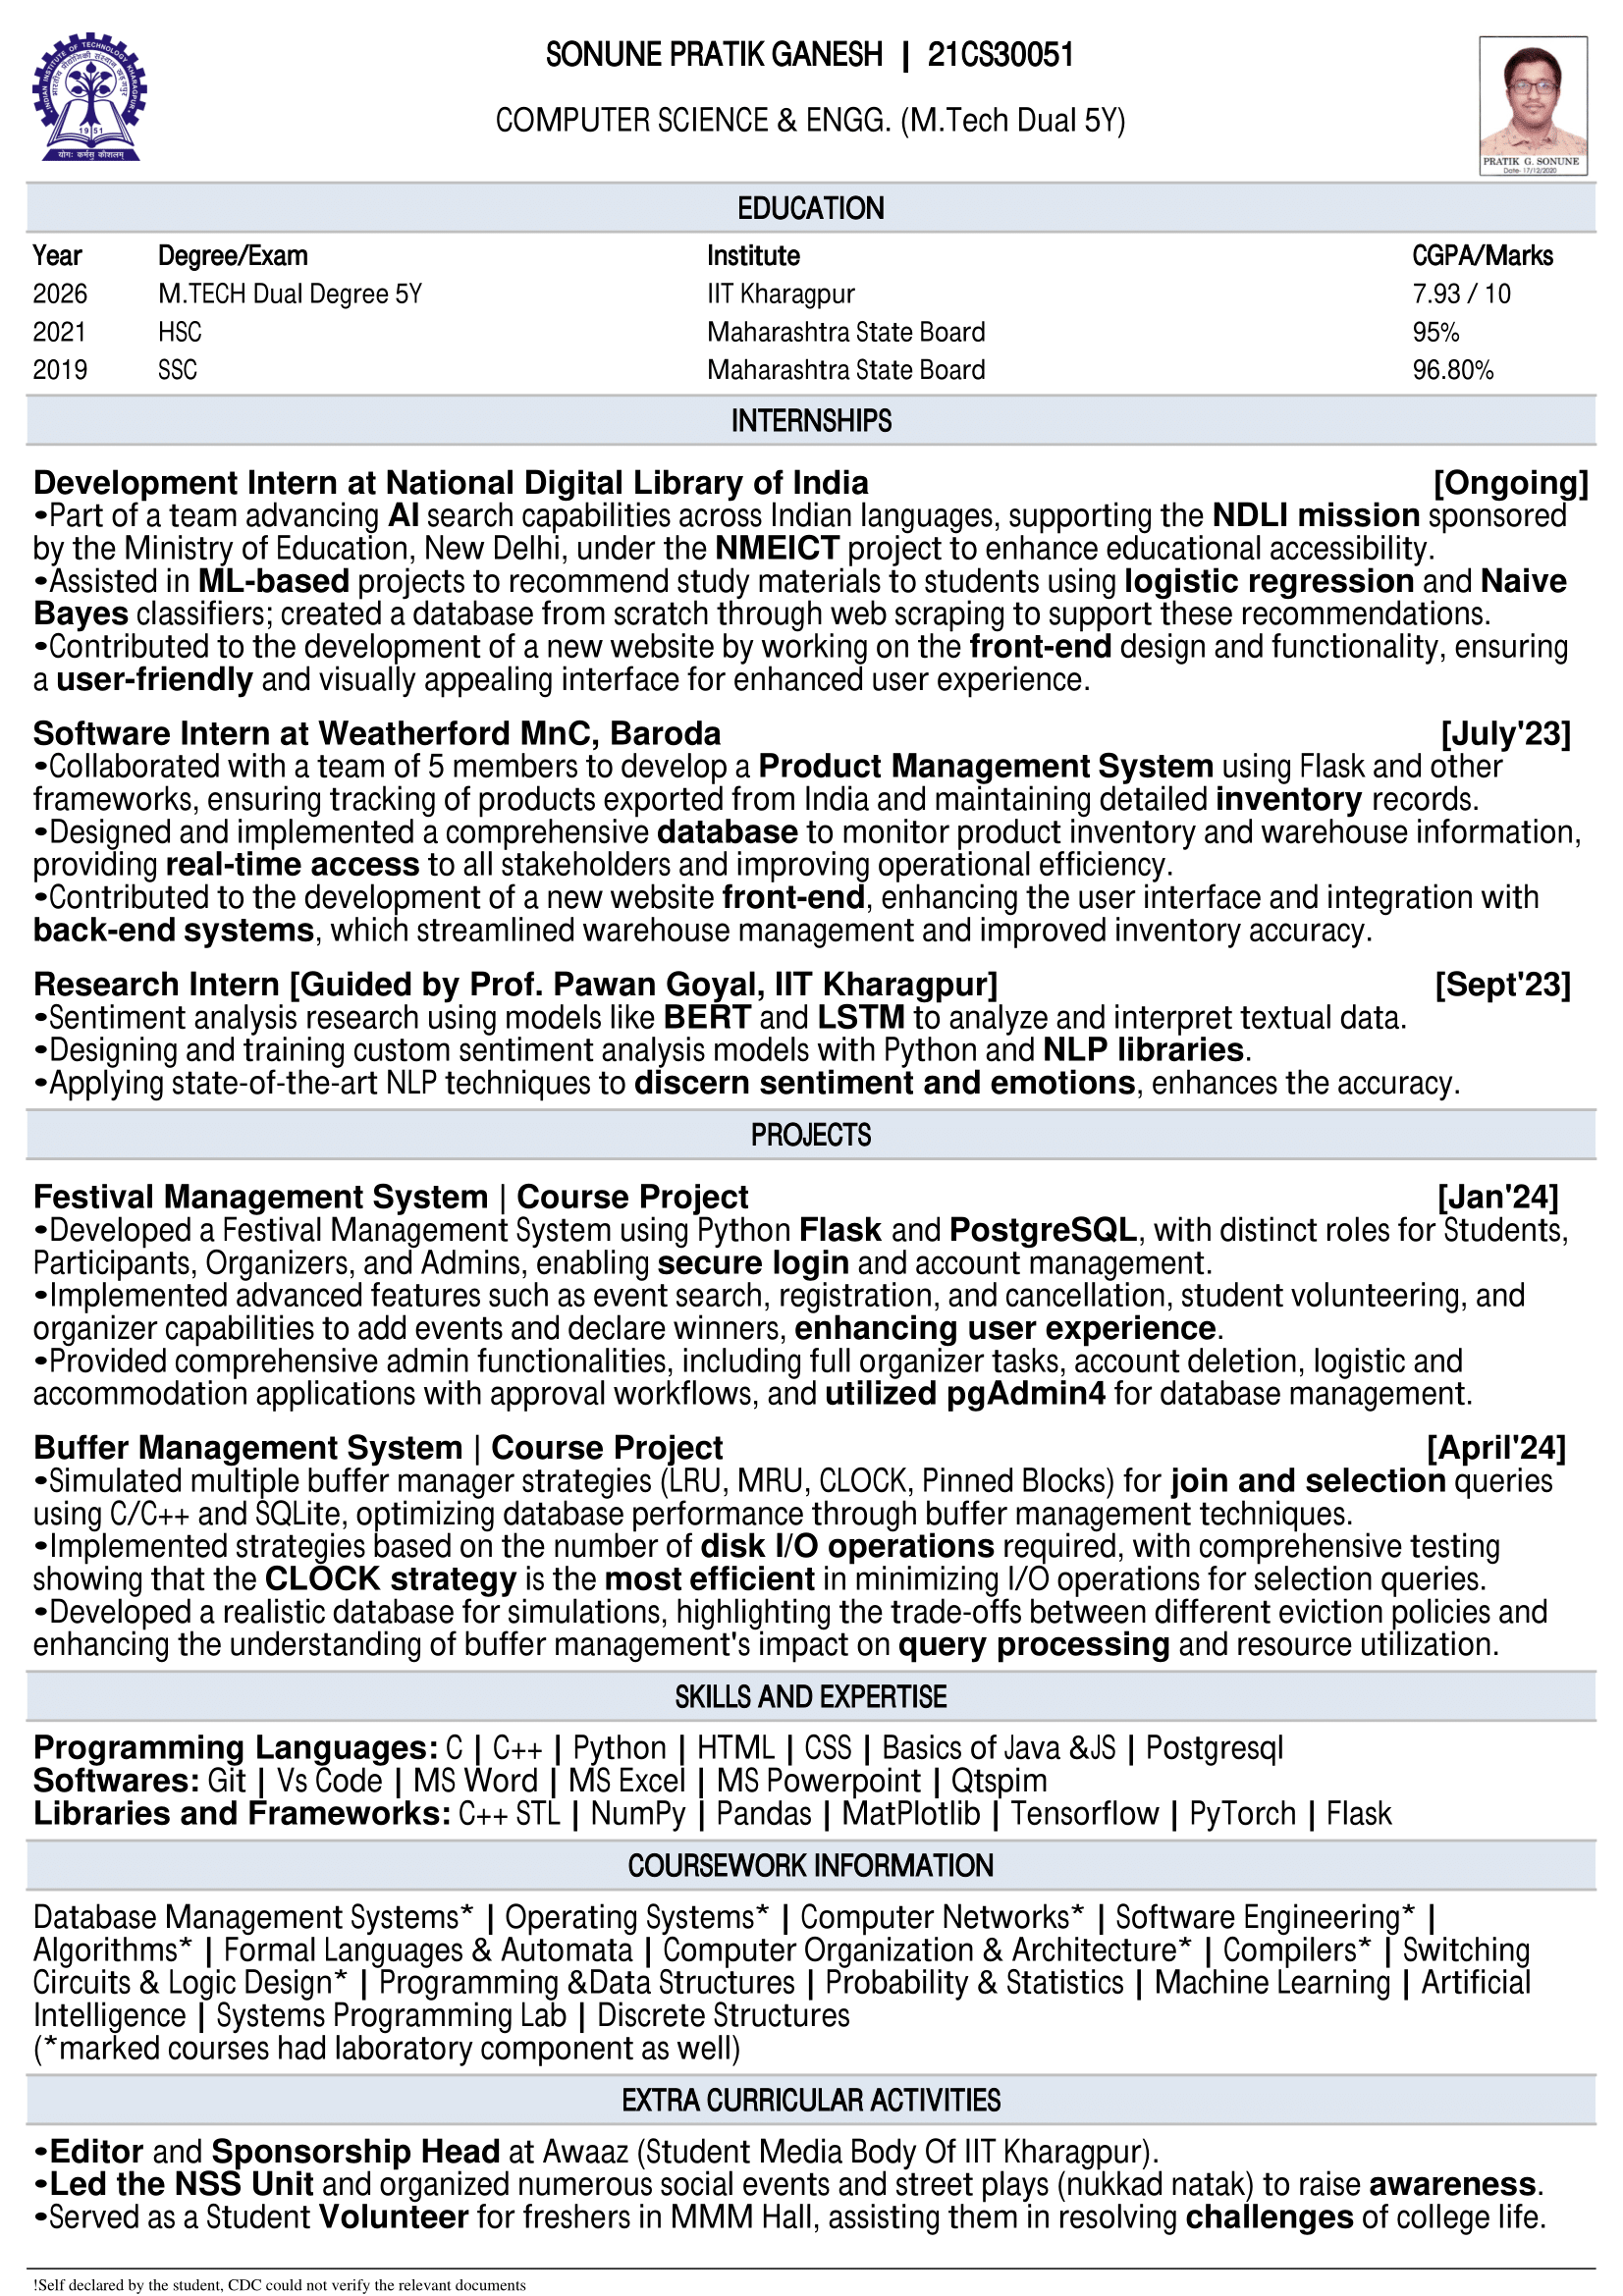 SONUNE PRATIK GANESH | 21CS30051
COMPUTER SCIENCE & ENGG. (M.Tech Dual 5Y)
INDIAN INSTITUTE OF TECHNOLOGY KHARAGPUR
1951
योगः कर्मसु कौशलम्
PRATIK G. SONUNE
Date- 17/12/2020
EDUCATION
Year Degree/Exam Institute CGPA/Marks
2026 M.TECH Dual Degree 5Y IIT Kharagpur 7.93 / 10
2021 HSC Maharashtra State Board 95%
2019 SSC Maharashtra State Board 96.80%
INTERNSHIPS
Development Intern at National Digital Library of India [Ongoing]
•Part of a team advancing AI search capabilities across Indian languages, supporting the NDLI mission sponsored
by the Ministry of Education, New Delhi, under the NMEICT project to enhance educational accessibility.
•Assisted in ML-based projects to recommend study materials to students using logistic regression and Naive
Bayes classifiers; created a database from scratch through web scraping to support these recommendations.
•Contributed to the development of a new website by working on the front-end design and functionality, ensuring
a user-friendly and visually appealing interface for enhanced user experience.
Software Intern at Weatherford MnC, Baroda [July'23]
•Collaborated with a team of 5 members to develop a Product Management System using Flask and other
frameworks, ensuring tracking of products exported from India and maintaining detailed inventory records.
•Designed and implemented a comprehensive database to monitor product inventory and warehouse information,
providing real-time access to all stakeholders and improving operational efficiency.
•Contributed to the development of a new website front-end, enhancing the user interface and integration with
back-end systems, which streamlined warehouse management and improved inventory accuracy.
Research Intern [Guided by Prof. Pawan Goyal, IIT Kharagpur] [Sept'23]
•Sentiment analysis research using models like BERT and LSTM to analyze and interpret textual data.
•Designing and training custom sentiment analysis models with Python and NLP libraries.
•Applying state-of-the-art NLP techniques to discern sentiment and emotions, enhances the accuracy.
PROJECTS
Festival Management System | Course Project [Jan'24]
•Developed a Festival Management System using Python Flask and PostgreSQL, with distinct roles for Students,
Participants, Organizers, and Admins, enabling secure login and account management.
•Implemented advanced features such as event search, registration, and cancellation, student volunteering, and
organizer capabilities to add events and declare winners, enhancing user experience.
•Provided comprehensive admin functionalities, including full organizer tasks, account deletion, logistic and
accommodation applications with approval workflows, and utilized pgAdmin4 for database management.
Buffer Management System | Course Project [April'24]
•Simulated multiple buffer manager strategies (LRU, MRU, CLOCK, Pinned Blocks) for join and selection queries
using C/C++ and SQLite, optimizing database performance through buffer management techniques.
•Implemented strategies based on the number of disk I/O operations required, with comprehensive testing
showing that the CLOCK strategy is the most efficient in minimizing I/O operations for selection queries.
•Developed a realistic database for simulations, highlighting the trade-offs between different eviction policies and
enhancing the understanding of buffer management's impact on query processing and resource utilization.
SKILLS AND EXPERTISE
Programming Languages: C | C++ | Python | HTML | CSS | Basics of Java &JS | Postgresql
Softwares: Git | Vs Code | MS Word | MS Excel | MS Powerpoint | Qtspim
Libraries and Frameworks: C++ STL | NumPy | Pandas | MatPlotlib | Tensorflow | PyTorch | Flask
COURSEWORK INFORMATION
Database Management Systems* | Operating Systems* | Computer Networks* | Software Engineering* |
Algorithms* | Formal Languages & Automata | Computer Organization & Architecture* | Compilers* | Switching
Circuits & Logic Design* | Programming &Data Structures | Probability & Statistics | Machine Learning | Artificial
Intelligence | Systems Programming Lab | Discrete Structures
(*marked courses had laboratory component as well)
EXTRA CURRICULAR ACTIVITIES
•Editor and Sponsorship Head at Awaaz (Student Media Body Of IIT Kharagpur).
•Led the NSS Unit and organized numerous social events and street plays (nukkad natak) to raise awareness.
•Served as a Student Volunteer for freshers in MMM Hall, assisting them in resolving challenges of college life.
!Self declared by the student, CDC could not verify the relevant documents